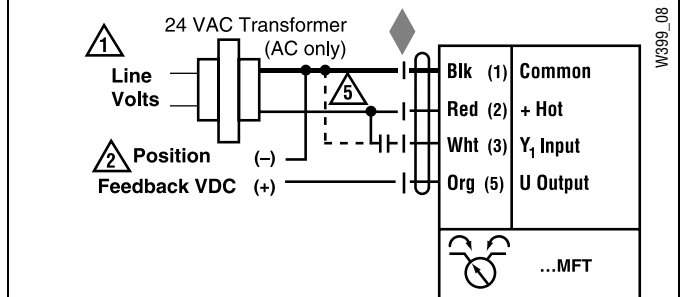 24 VAC Transformer
(AC only)
W399_08
1
Line
Volts
5
Blk (1) Common
Red (2) + Hot
2 Position (–)
Wht (3) Y₁ Input
Feedback VDC (+)
Org (5) U Output
...MFT